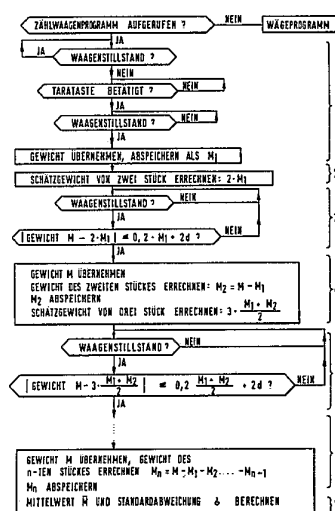 ZÄHLWAAGENPROGRAMM AUFGERUFEN ?
NEIN
WÄGEPROGRAMM
JA
JA
WAAGENSTILLSTAND ?
NEIN
TARATASTE BETÄTIGT ?
NEIN
JA
WAAGENSTILLSTAND ?
NEIN
JA
GEWICHT ÜBERNEHMEN, ABSPEICHERN ALS M₁
SCHÄTZGEWICHT VON ZWEI STÜCK ERRECHNEN: 2·M₁
WAAGENSTILLSTAND?
NEIN
JA
|GEWICHT M-2·M₁| ≤ 0,2·M₁+2d ?
NEIN
JA
GEWICHT M ÜBERNEHMEN
GEWICHT DES ZWEITEN STÜCKES ERRECHNEN: M₂ = M-M₁
M₂ ABSPEICHERN
SCHÄTZGEWICHT VON DREI STÜCK ERRECHNEN: 3·(M₁+M₂)/2
WAAGENSTILLSTAND?
NEIN
JA
|GEWICHT M-3·(M₁+M₂)/2| ≤ 0,2 (M₁+M₂)/2 + 2d ?
NEIN
JA
GEWICHT M ÜBERNEHMEN, GEWICHT DES
n-TEN STÜCKES ERRECHNEN Mn = M-M₁-M₂....-Mn-1
Mn ABSPEICHERN
MITTELWERT M̄ UND STANDARDABWEICHUNG s BERECHNEN